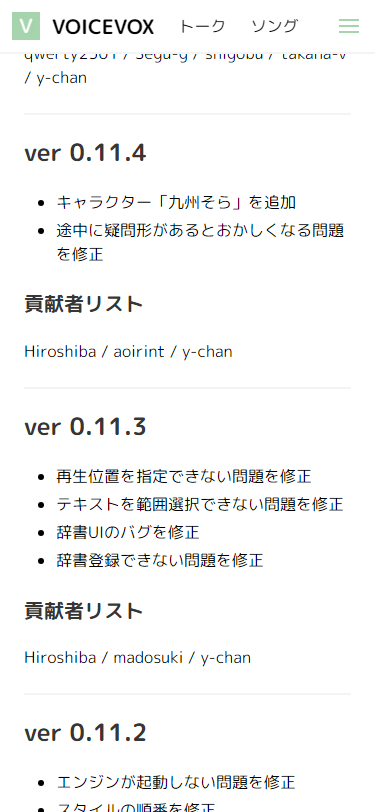 V VOICEVOX トーク ソング
/ y-chan
ver 0.11.4
キャラクター「九州そら」を追加
途中に疑問形があるとおかしくなる問題
を修正
貢献者リスト
Hiroshiba / aoirint / y-chan
ver 0.11.3
再生位置を指定できない問題を修正
テキストを範囲選択できない問題を修正
辞書UIのバグを修正
辞書登録できない問題を修正
貢献者リスト
Hiroshiba / madosuki / y-chan
ver 0.11.2
エンジンが起動しない問題を修正
スタイルの順番を修正